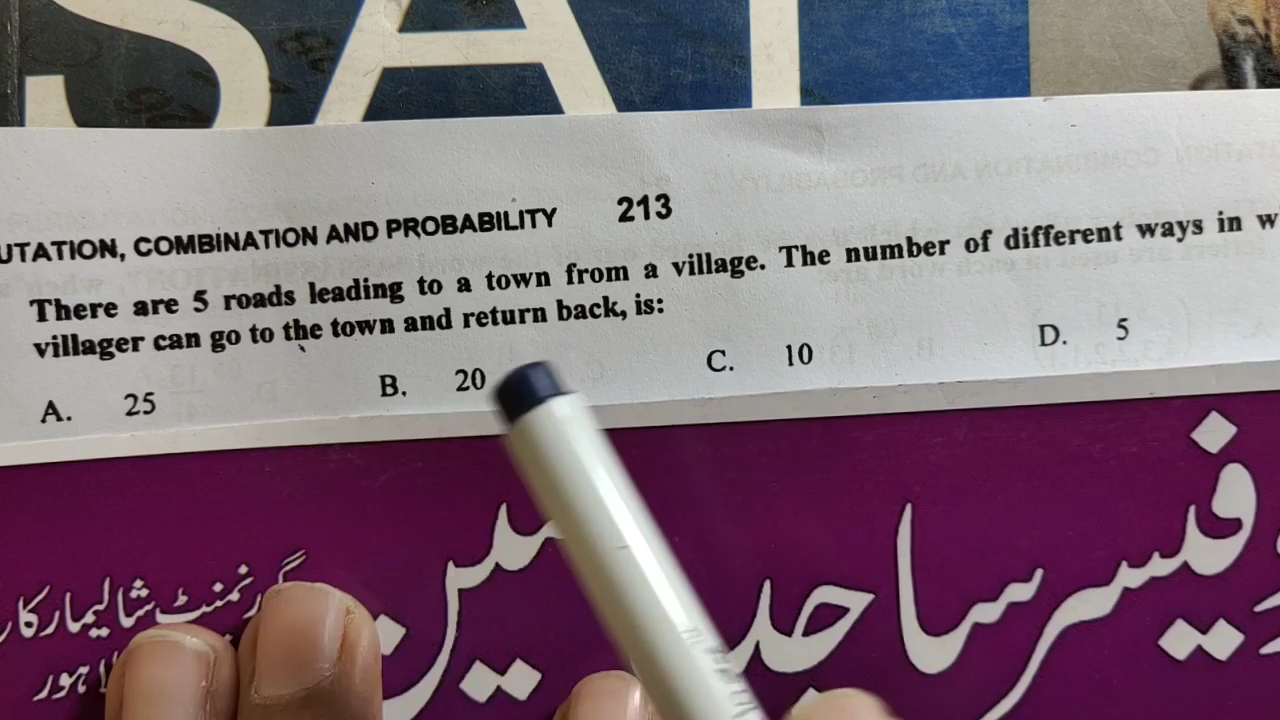 SAT
UTATION, COMBINATION AND PROBABILITY 213
There are 5 roads leading to a town from a village. The number of different ways in w
villager can go to the town and return back, is:
A. 25 B. 20 C. 10 D. 5
فیسر ساجد
گورنمنٹ شالیمار کا
لاہور